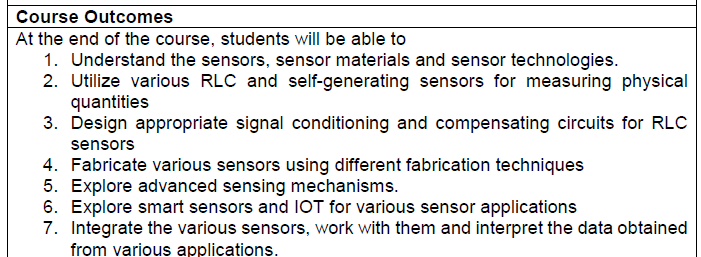 Course Outcomes
At the end of the course, students will be able to
1. Understand the sensors, sensor materials and sensor technologies.
2. Utilize various RLC and self-generating sensors for measuring physical
quantities
3. Design appropriate signal conditioning and compensating circuits for RLC
sensors
4. Fabricate various sensors using different fabrication techniques
5. Explore advanced sensing mechanisms.
6. Explore smart sensors and IOT for various sensor applications
7. Integrate the various sensors, work with them and interpret the data obtained
from various applications.